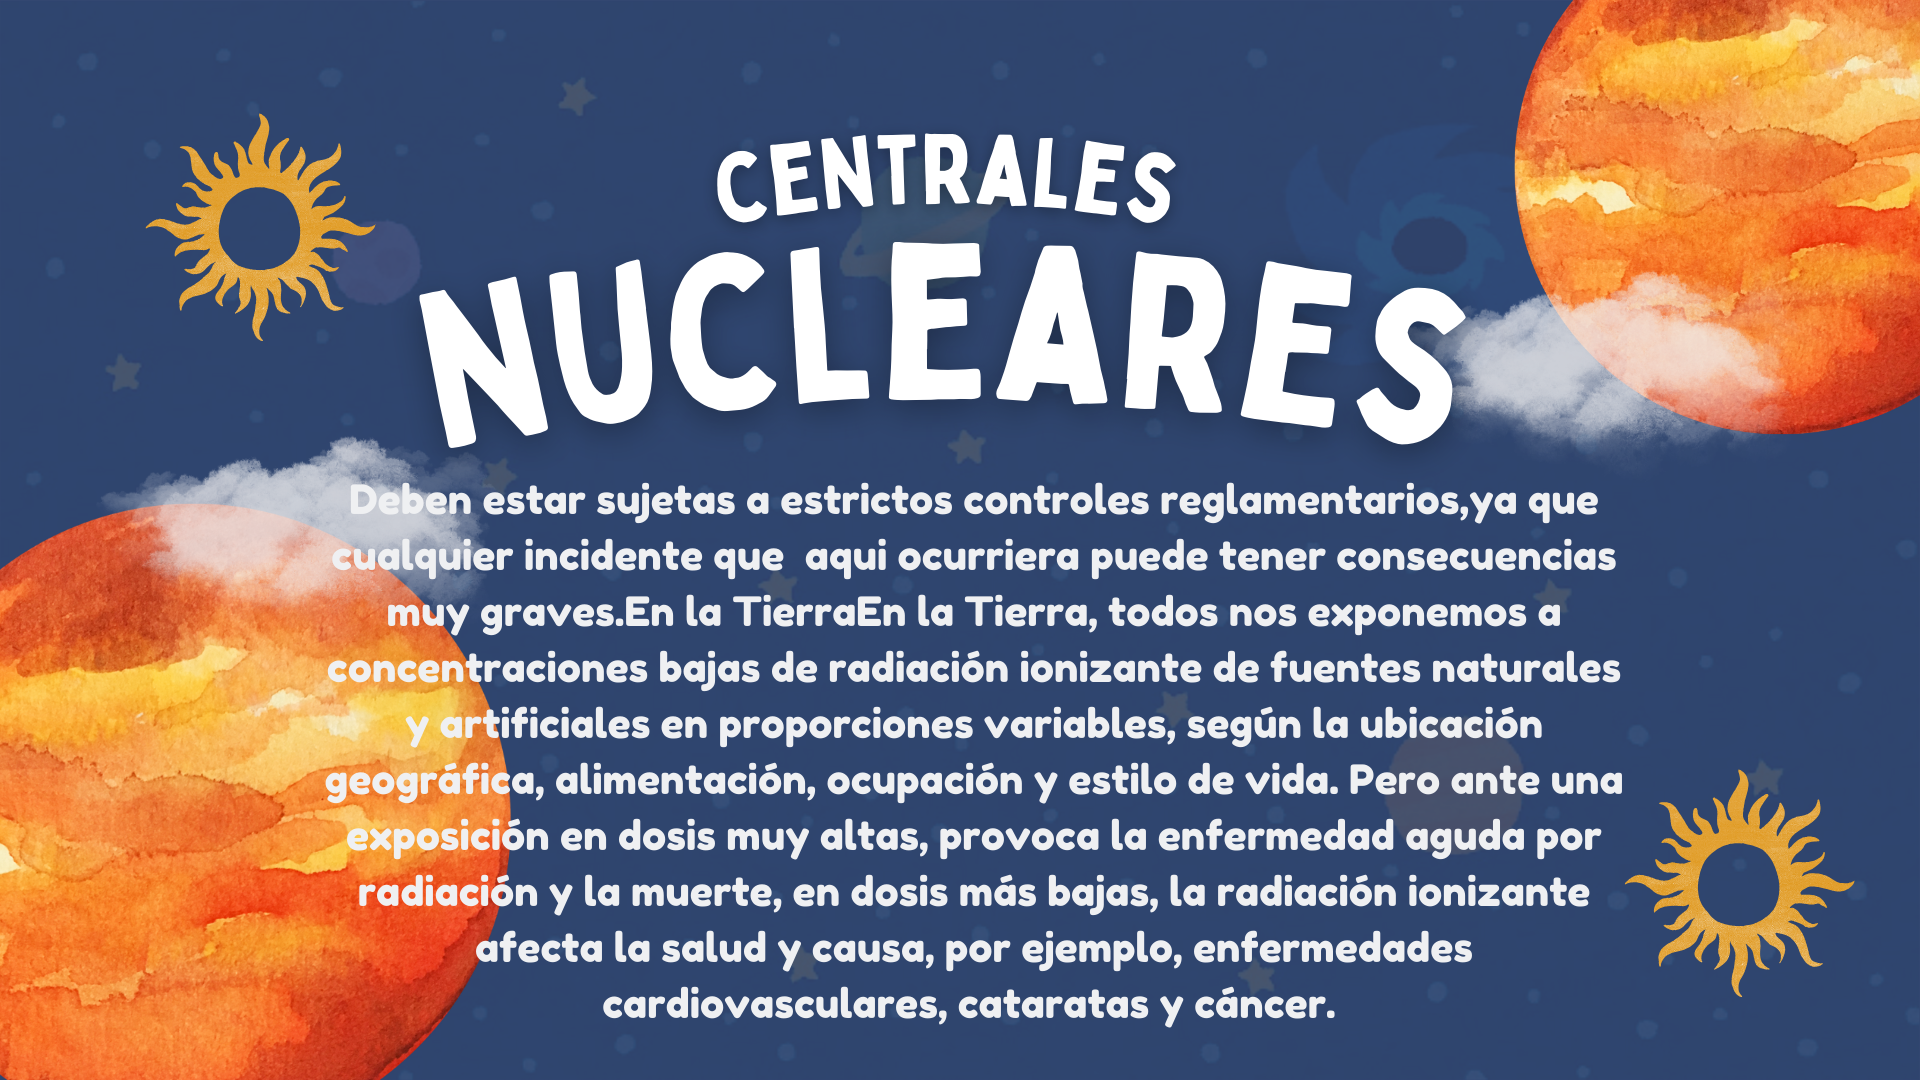 CENTRALES
NUCLEARES
Deben estar sujetas a estrictos controles reglamentarios,ya que
cualquier incidente que  aqui ocurriera puede tener consecuencias
muy graves.En la TierraEn la Tierra, todos nos exponemos a
concentraciones bajas de radiación ionizante de fuentes naturales
y artificiales en proporciones variables, según la ubicación
geográfica, alimentación, ocupación y estilo de vida. Pero ante una
exposición en dosis muy altas, provoca la enfermedad aguda por
radiación y la muerte, en dosis más bajas, la radiación ionizante
afecta la salud y causa, por ejemplo, enfermedades
cardiovasculares, cataratas y cáncer.